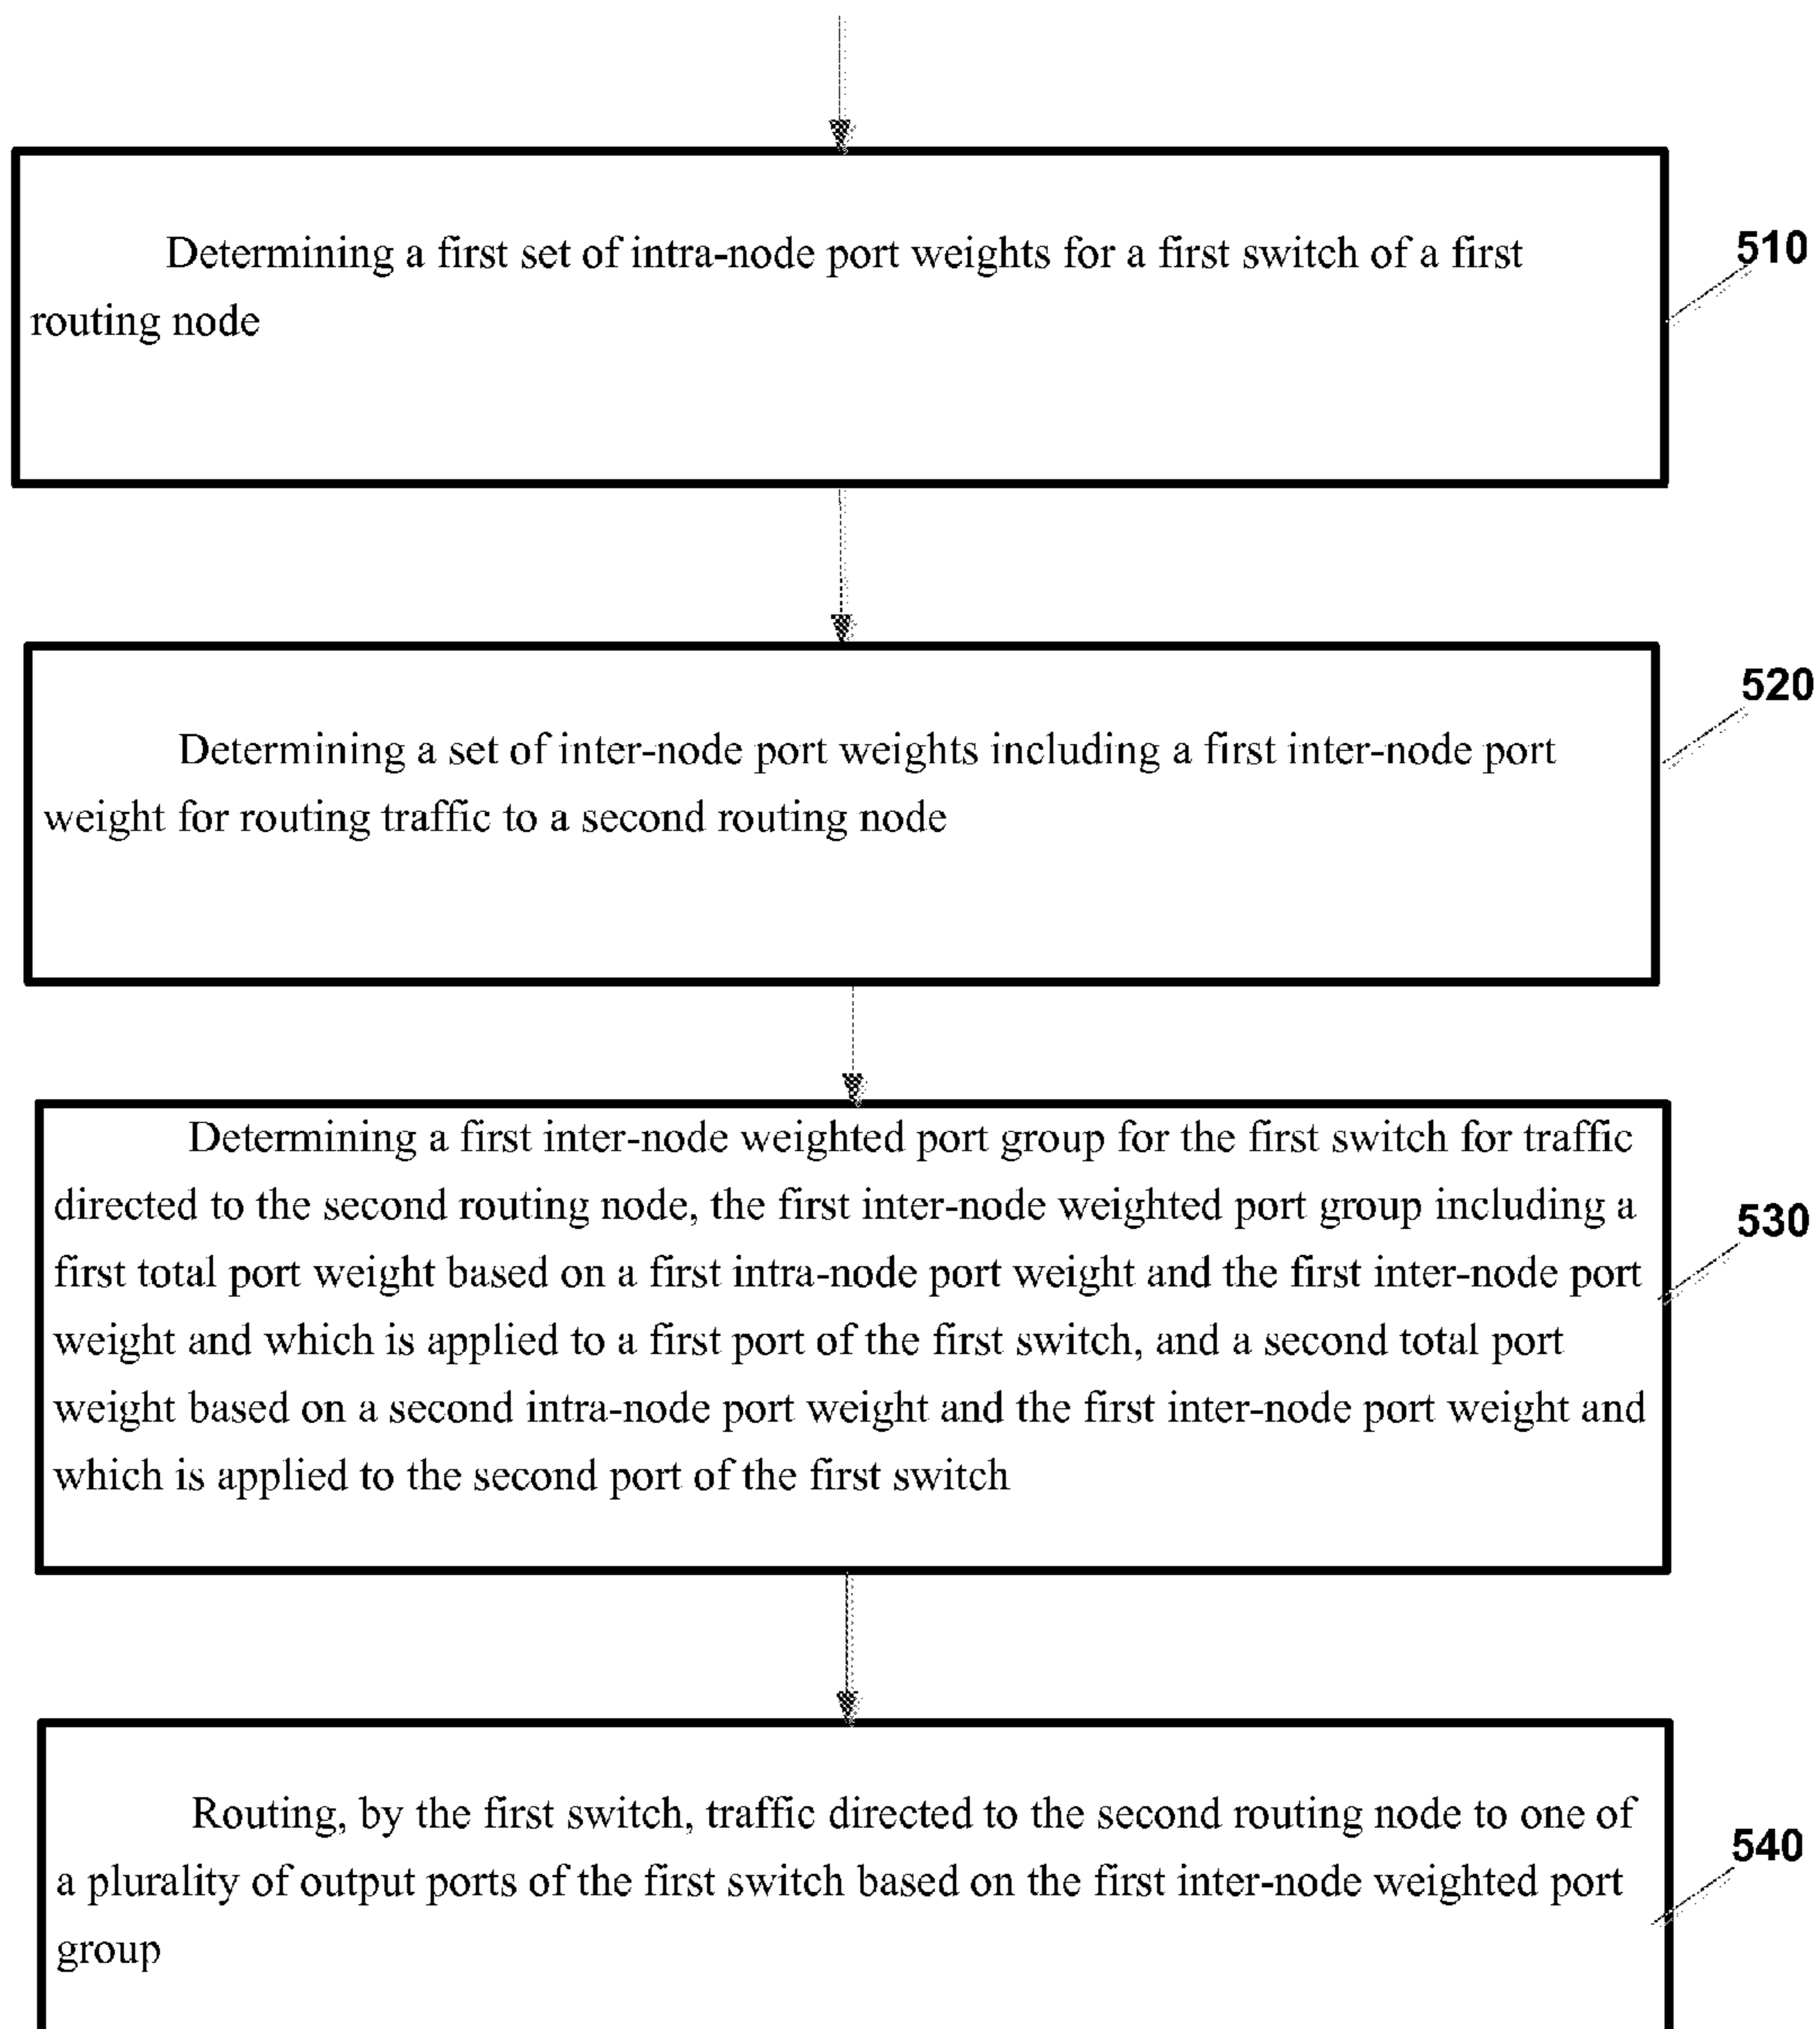 Determining a first set of intra-node port weights for a first switch of a first
routing node
510
Determining a set of inter-node port weights including a first inter-node port
weight for routing traffic to a second routing node
520
Determining a first inter-node weighted port group for the first switch for traffic
directed to the second routing node, the first inter-node weighted port group including a
first total port weight based on a first intra-node port weight and the first inter-node port
weight and which is applied to a first port of the first switch, and a second total port
weight based on a second intra-node port weight and the first inter-node port weight and
which is applied to the second port of the first switch
530
Routing, by the first switch, traffic directed to the second routing node to one of
a plurality of output ports of the first switch based on the first inter-node weighted port
group
540